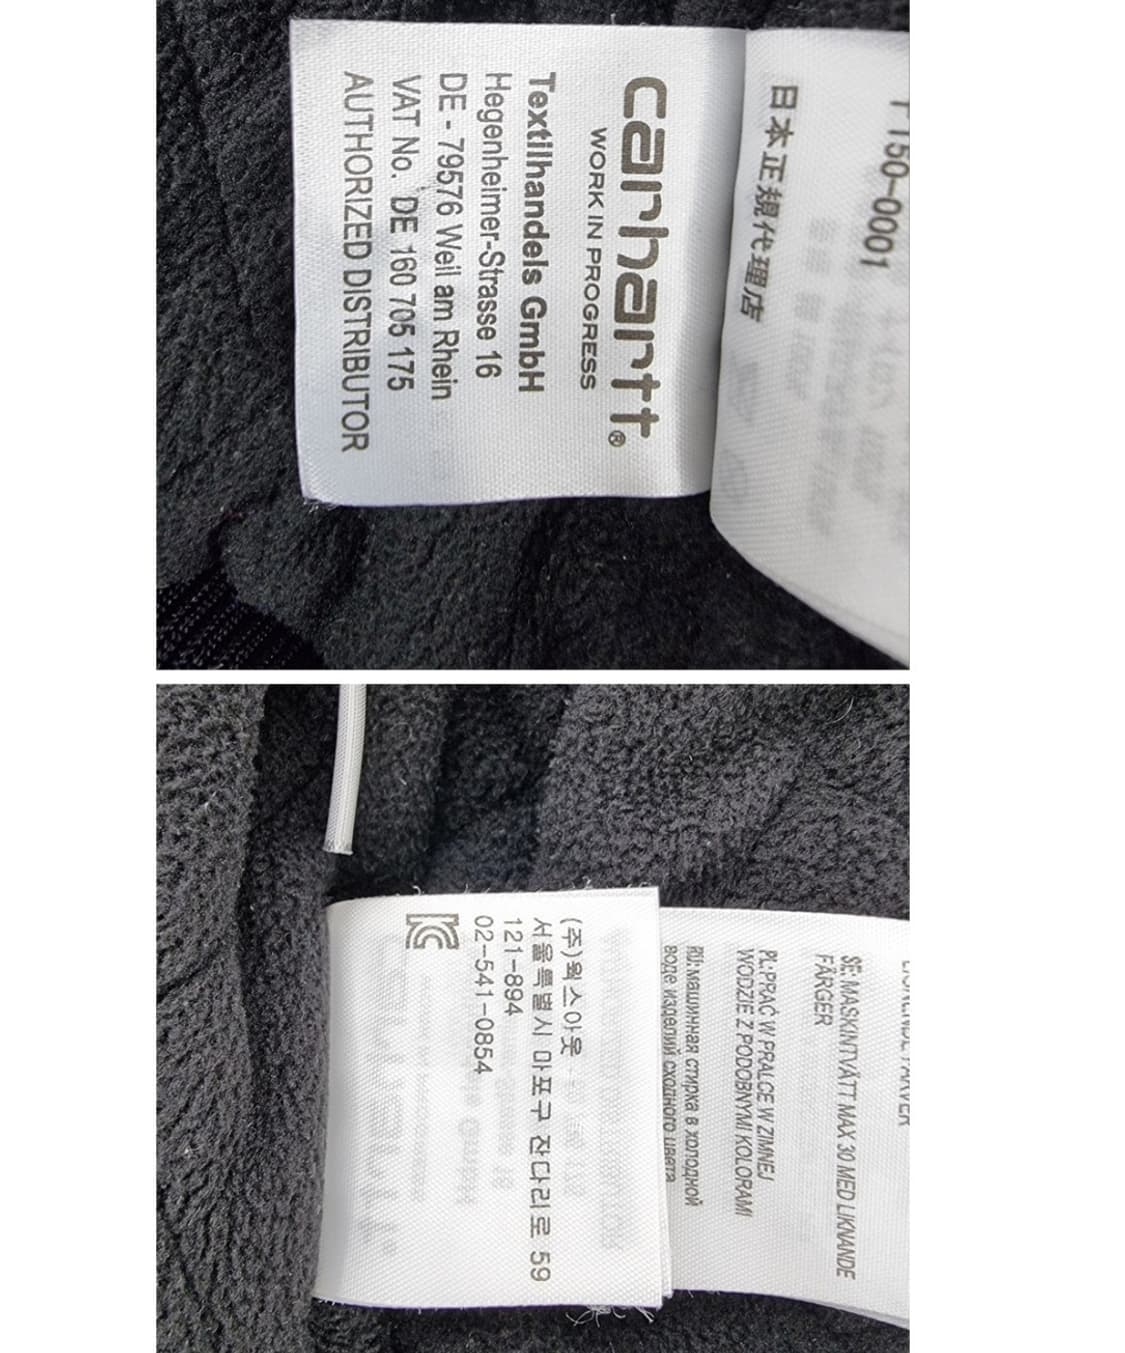 carhartt®
WORK IN PROGRESS
Textilhandels GmbH
Hegenheimer-Strasse 16
DE - 79576 Weil am Rhein
VAT No. DE 160 705 175
AUTHORIZED DISTRIBUTOR
150-0001
日本正規代理店
(주)웍스아웃
서울특별시 마포구 잔다리로 59
121-894
02-541-0854
SE: MASKINTVÄTT MAX 30 MED LIKNANDE
FÄRGER
PL: PRAĆ W PRALCE W ZIMNEJ
WODZIE Z PODOBNYMI KOLORAMI
RU: машинная стирка в холодной
воде изделий сходного цвета